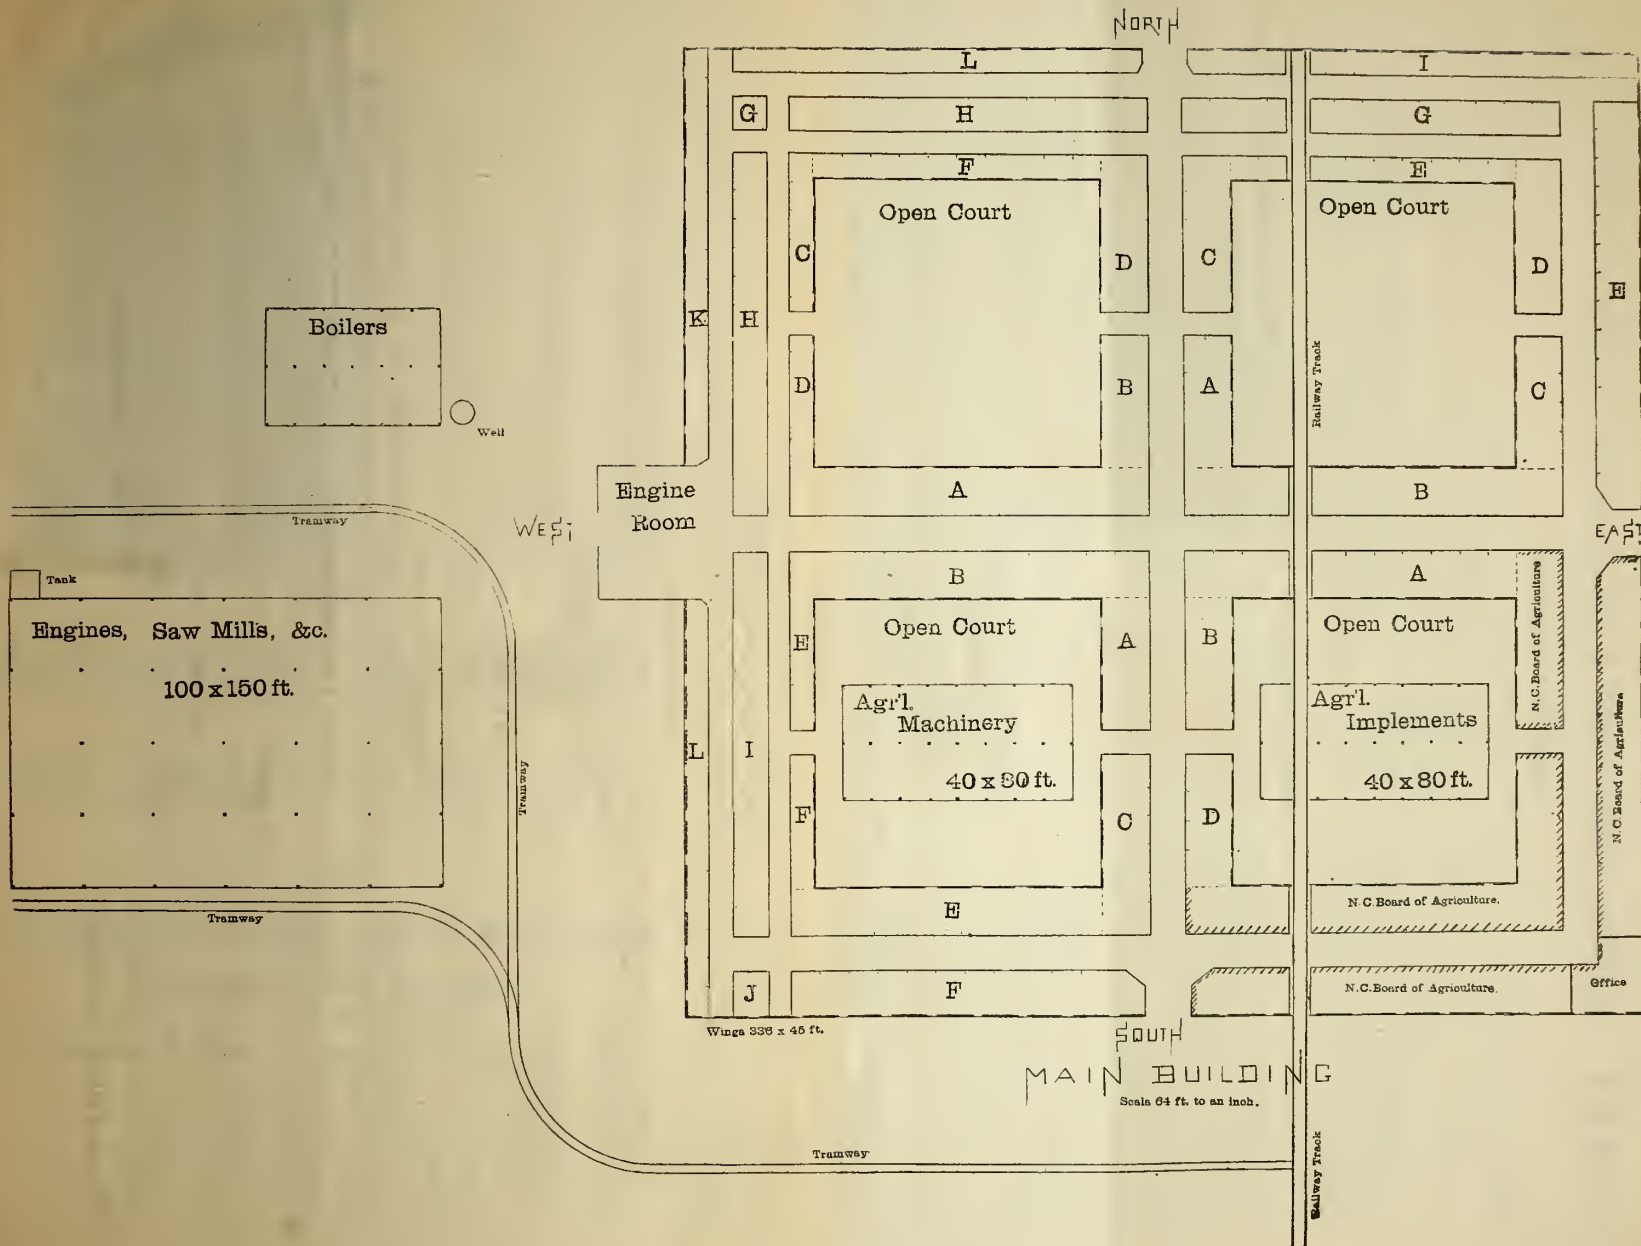 NORTH
L
I
G
H
G
F
E
Open Court
Open Court
C
D
C
D
E
K
H
Boilers
Railway Track
D
B
A
C
Well
Engine
Room
A
B
WEST
EAST
Tramway
Tank
B
A
N.C. Board of Agriculture
Engines, Saw Mills, &c.
100 x 150 ft.
E
Open Court
A
B
Open Court
Agr'l.
Machinery
40 x 80 ft.
Agr'l.
Implements
40 x 80 ft.
N.C. Board of Agriculture
L
I
Tramway
F
C
D
E
N.C. Board of Agriculture.
Tramway
J
F
N.C. Board of Agriculture.
Office
Wings 336 x 45 ft.
SOUTH
MAIN BUILDING
Scale 64 ft. to an inch.
Tramway
Railway Track